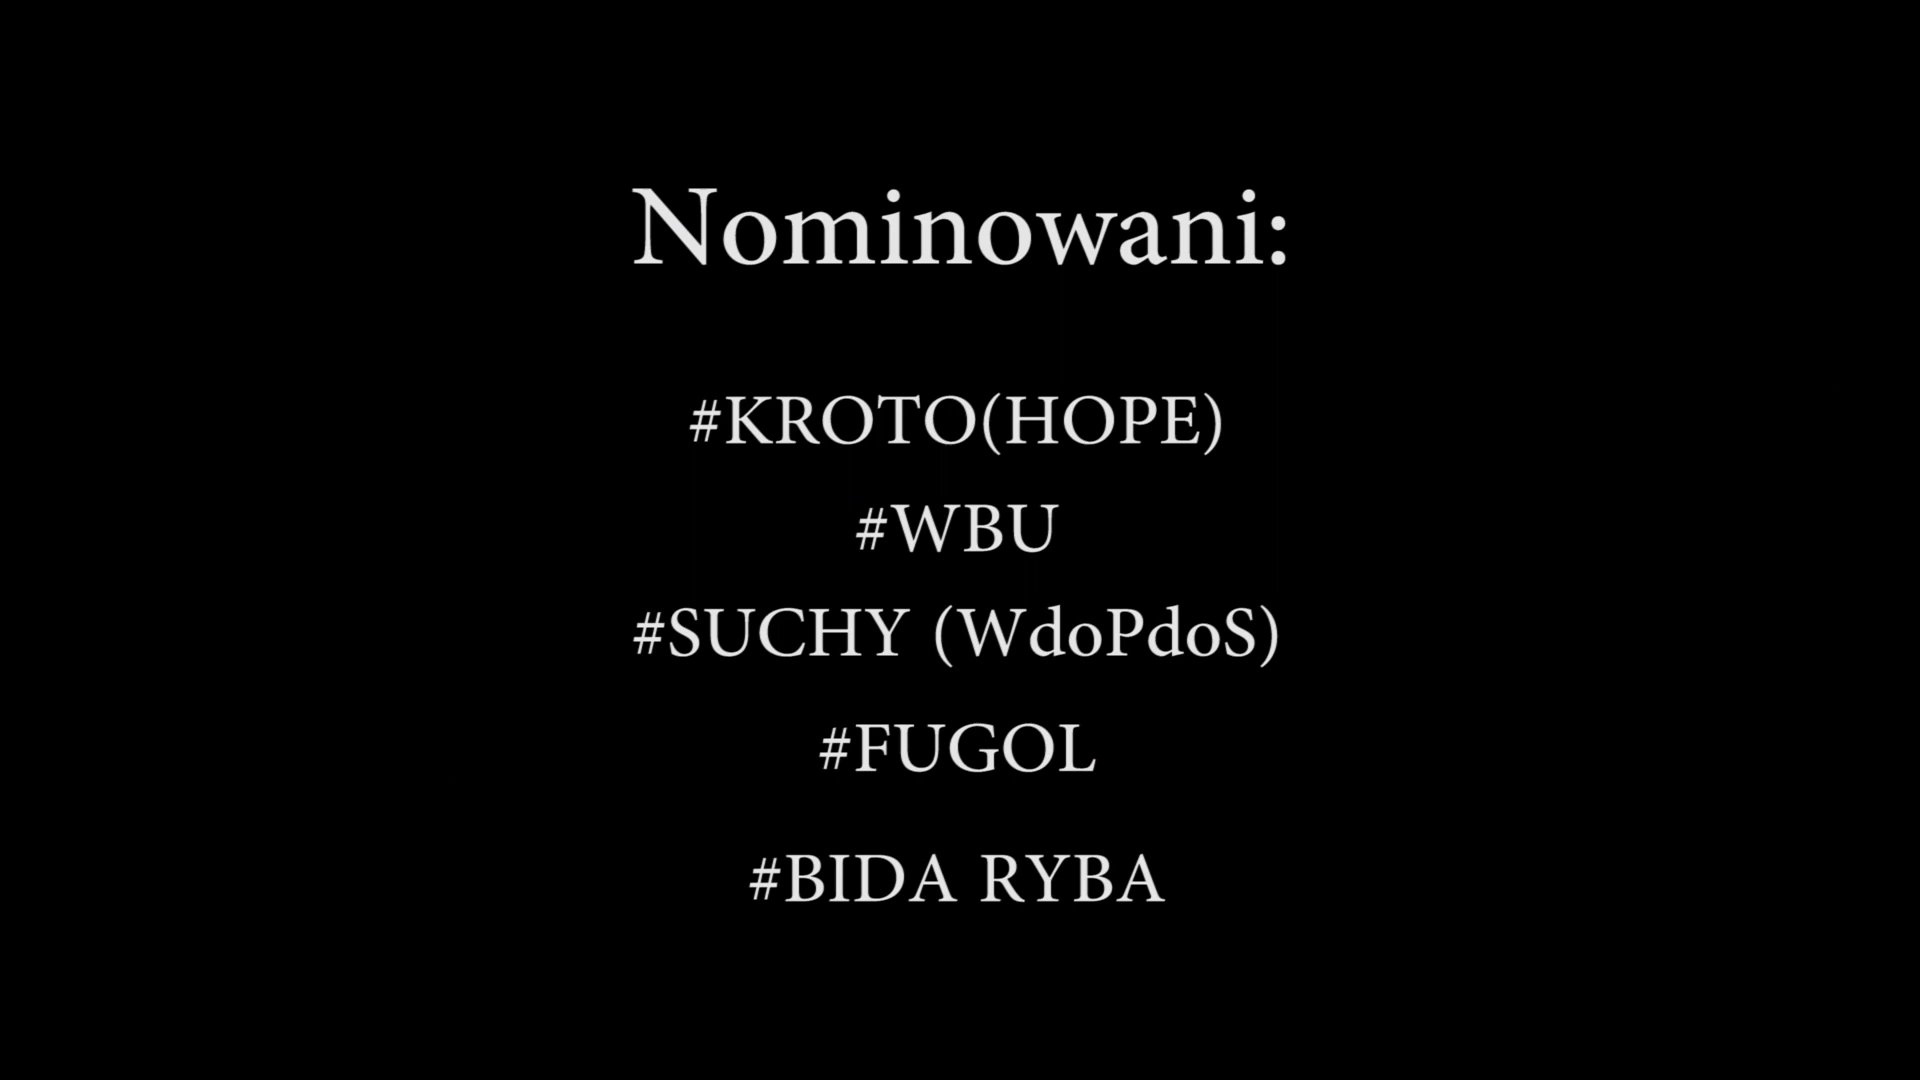 Nominowani:
#KROTO(HOPE)
#WBU
#SUCHY (WdoPdoS)
#FUGOL
#BIDA RYBA